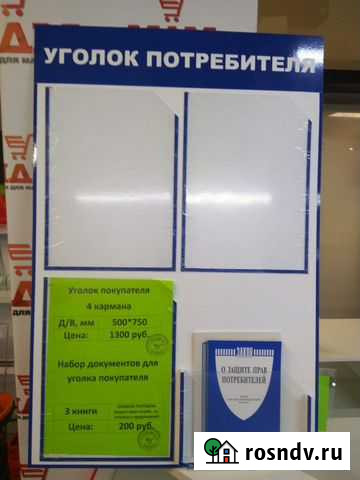 УГОЛОК ПОТРЕБИТЕЛЯ
Уголок покупателя
4 кармана
Д/В, мм 500*750
Цена: 1300 руб.
Набор документов для
уголка покупателя
3 книги
Цена: 200 руб.
ЗАКОН
О ЗАЩИТЕ ПРАВ
ПОТРЕБИТЕЛЕЙ
rosndv.ru